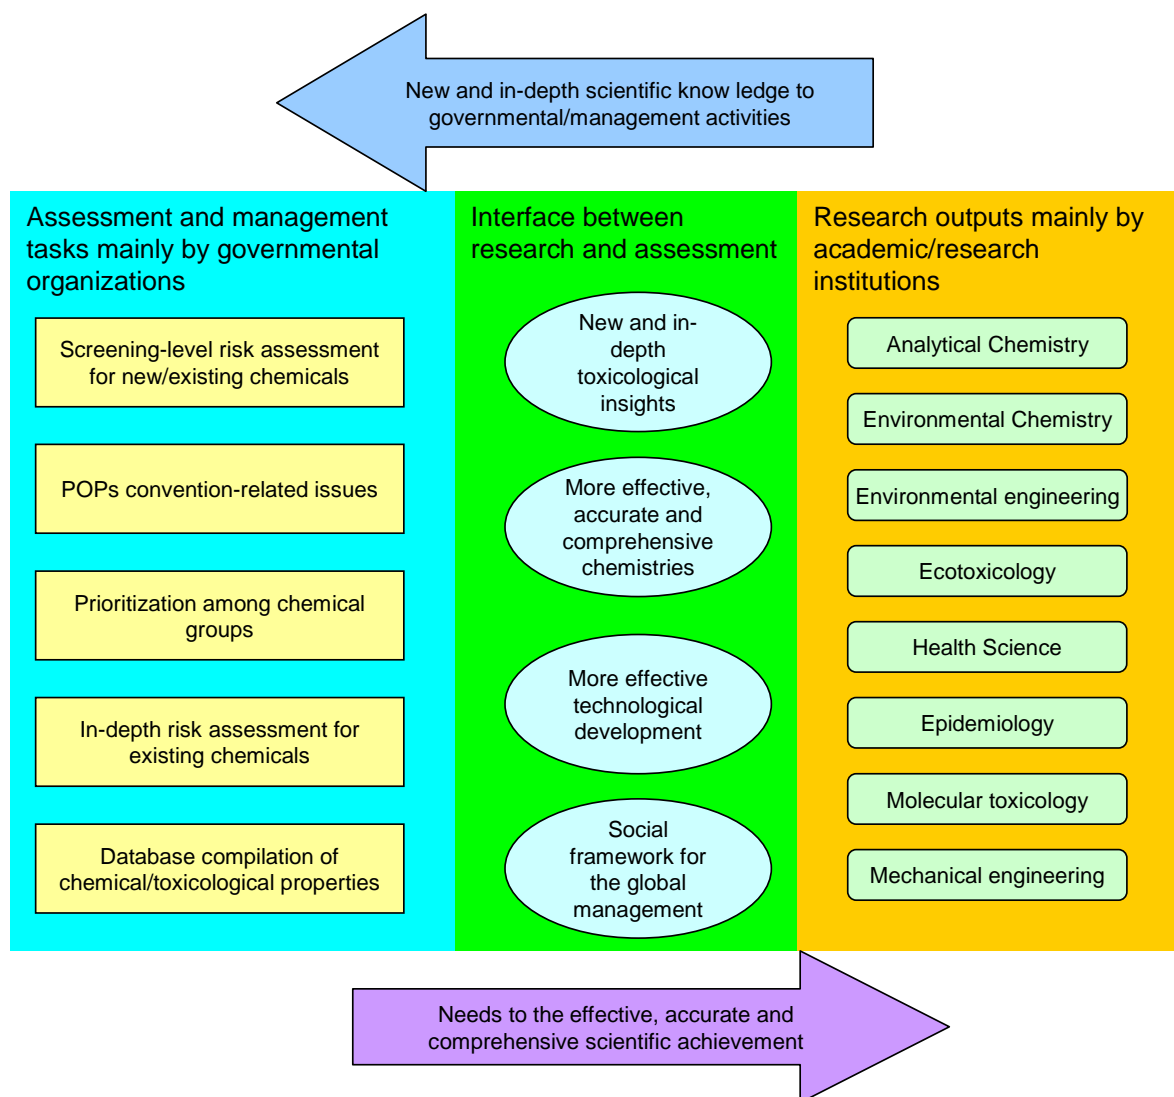 New and in-depth scientific know ledge to
governmental/management activities
Assessment and management
tasks mainly by governmental
organizations
Screening-level risk assessment
for new/existing chemicals
POPs convention-related issues
Prioritization among chemical
groups
In-depth risk assessment for
existing chemicals
Database compilation of
chemical/toxicological properties
Interface between
research and assessment
New and in-
depth
toxicological
insights
More effective,
accurate and
comprehensive
chemistries
More effective
technological
development
Social
framework for
the global
management
Research outputs mainly by
academic/research
institutions
Analytical Chemistry
Environmental Chemistry
Environmental engineering
Ecotoxicology
Health Science
Epidemiology
Molecular toxicology
Mechanical engineering
Needs to the effective, accurate and
comprehensive scientific achievement